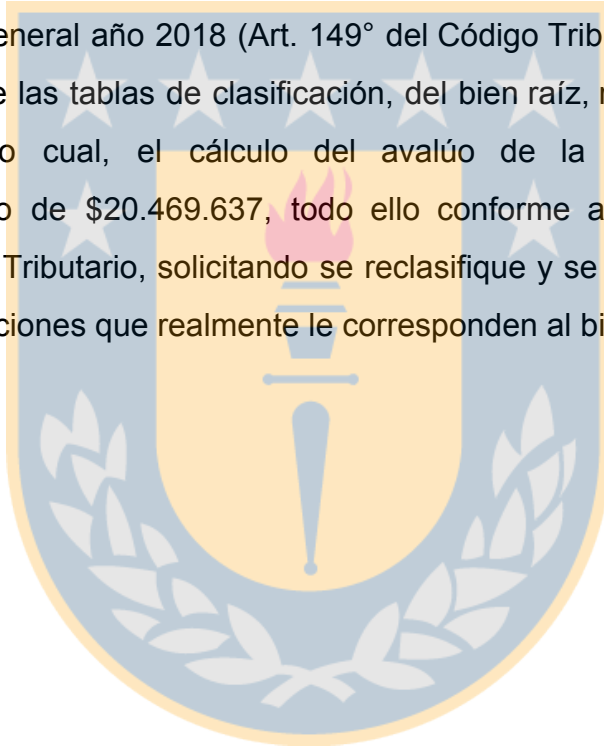 eneral año 2018 (Art. 149° del Código Trib
e las tablas de clasificación, del bien raíz,
o cual, el cálculo del avalúo de la
o de $20.469.637, todo ello conforme a
Tributario, solicitando se reclasifique y se
ciones que realmente le corresponden al bi